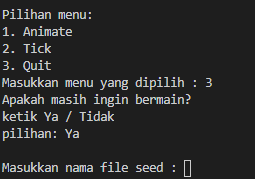 Pilihan menu:
1. Animate
2. Tick
3. Quit
Masukkan menu yang dipilih : 3
Apakah masih ingin bermain?
ketik Ya / Tidak
pilihan: Ya
Masukkan nama file seed :